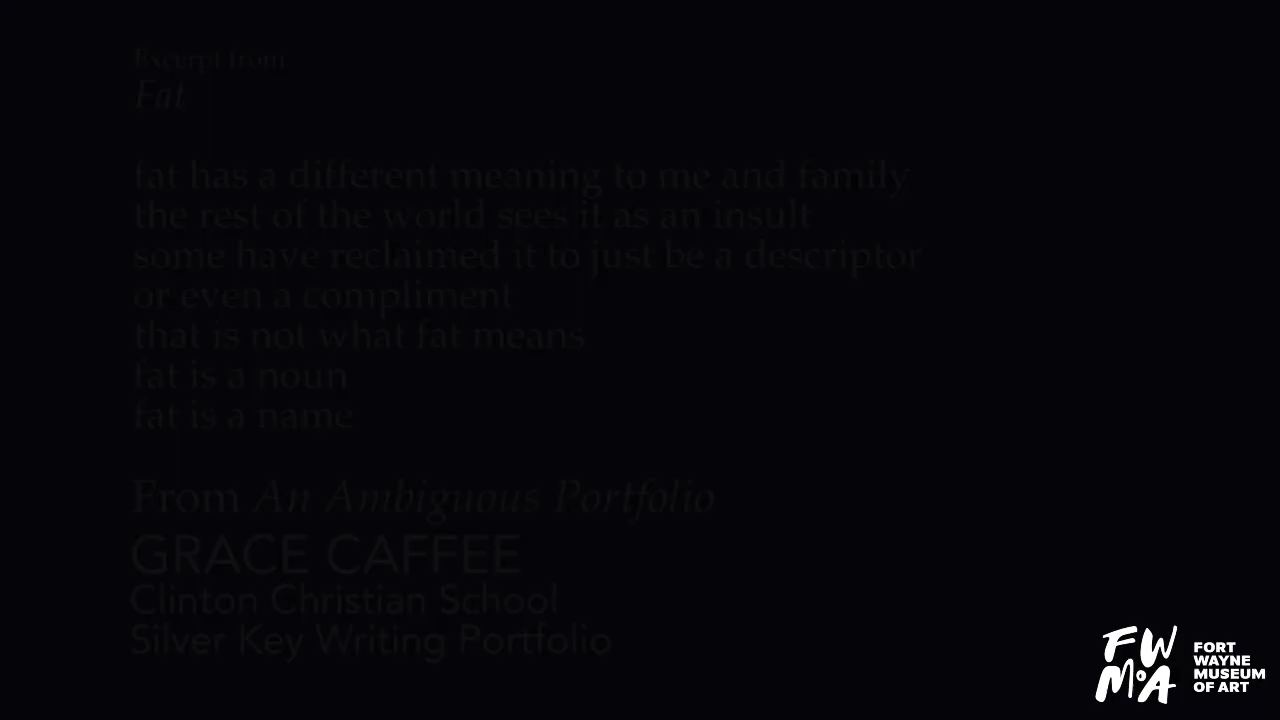 Excerpt from
Fat
fat has a different meaning to me and family
the rest of the world sees it as an insult
some have reclaimed it to just be a descriptor
or even a compliment
that is not what fat means
fat is a noun
fat is a name
From An Ambiguous Portfolio
GRACE CAFFEE
Clinton Christian School
Silver Key Writing Portfolio
FW
MoA
FORT
WAYNE
MUSEUM
OF ART